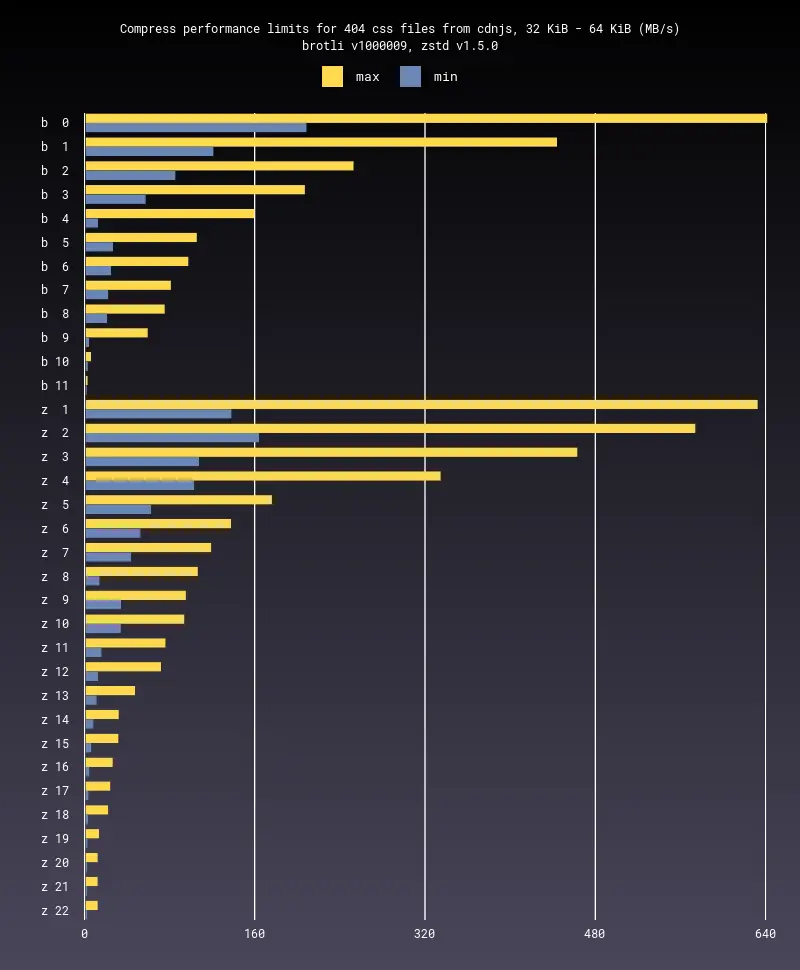 Compress performance limits for 404 css files from cdnjs, 32 KiB - 64 KiB (MB/s)
brotli v1000009, zstd v1.5.0
max min
b 0
b 1
b 2
b 3
b 4
b 5
b 6
b 7
b 8
b 9
b 10
b 11
z 1
z 2
z 3
z 4
z 5
z 6
z 7
z 8
z 9
z 10
z 11
z 12
z 13
z 14
z 15
z 16
z 17
z 18
z 19
z 20
z 21
z 22
0 160 320 480 640